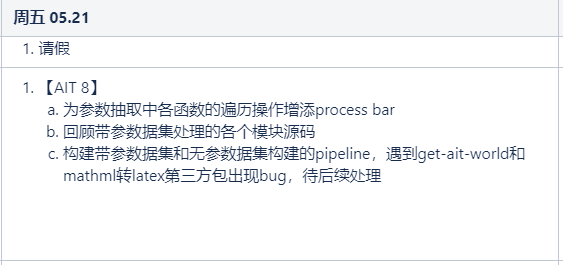 周五 05.21
1. 请假
1. 【AIT 8】
a. 为参数抽取中各函数的遍历操作增添process bar
b. 回顾带参数据集处理的各个模块源码
c. 构建带参数据集和无参数据集构建的pipeline，遇到get-ait-world和
mathml转latex第三方包出现bug，待后续处理